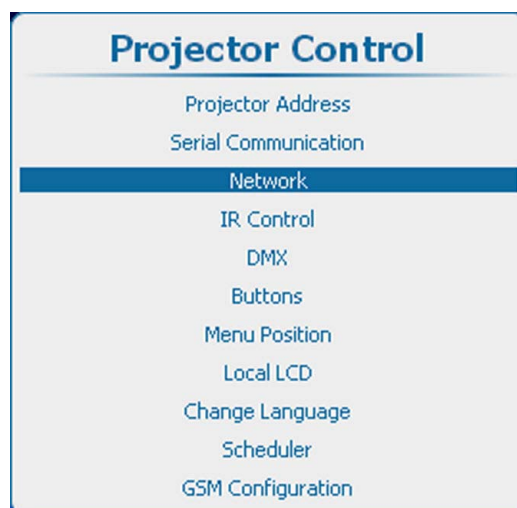 Projector Control
Projector Address
Serial Communication
Network
IR Control
DMX
Buttons
Menu Position
Local LCD
Change Language
Scheduler
GSM Configuration